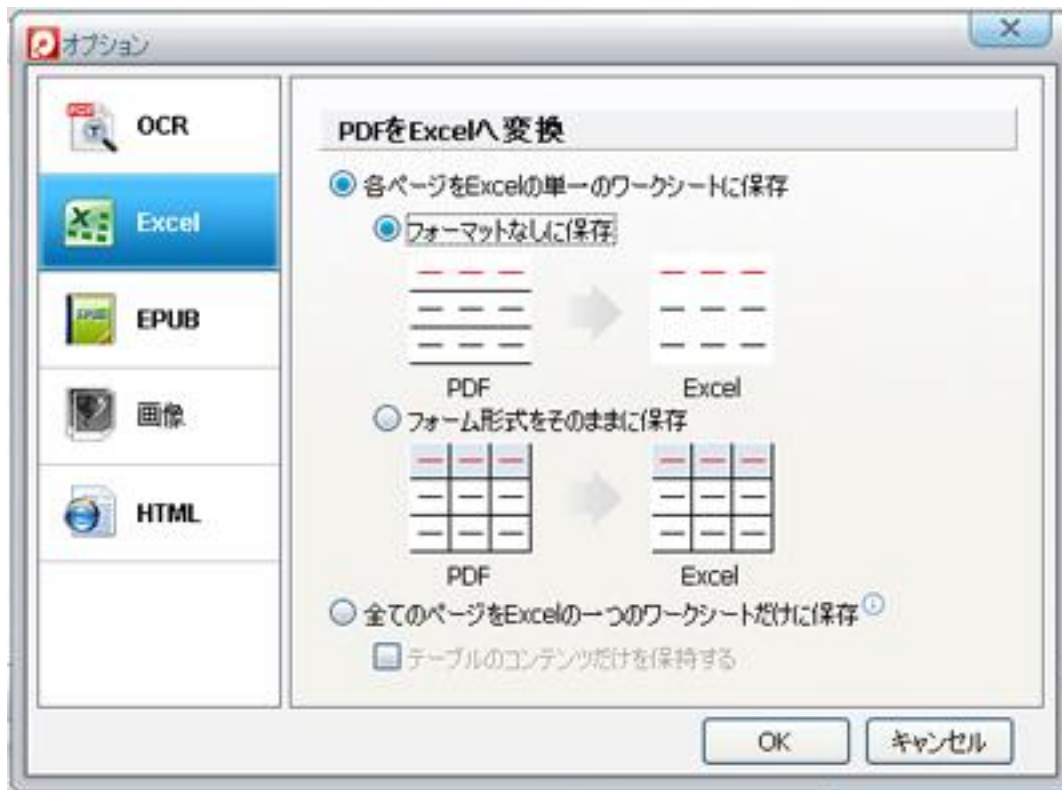 オプション
OCR
Excel
EPUB
画像
HTML
PDFをExcelへ変換
各ページをExcelの単一のワークシートに保存
フォーマットなしに保存
PDF
Excel
フォーム形式をそのままに保存
PDF
Excel
全てのページをExcelの一つのワークシートだけに保存
テーブルのコンテンツだけを保持する
OK
キャンセル